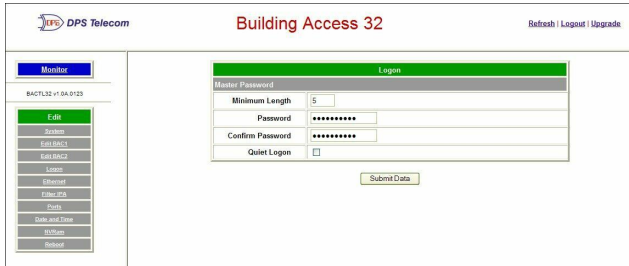 DPS DPS Telecom
Building Access 32
Refresh | Logout | Upgrade
Monitor
BACTL32 v1.0A.0123
Edit
System
Edit BAC1
Edit BAC2
Logon
Ethernet
Filter IPA
Ports
Date and Time
NVRam
Reboot
Logon
Master Password
Minimum Length 5
Password ••••••••••
Confirm Password ••••••••••
Quiet Logon
Submit Data